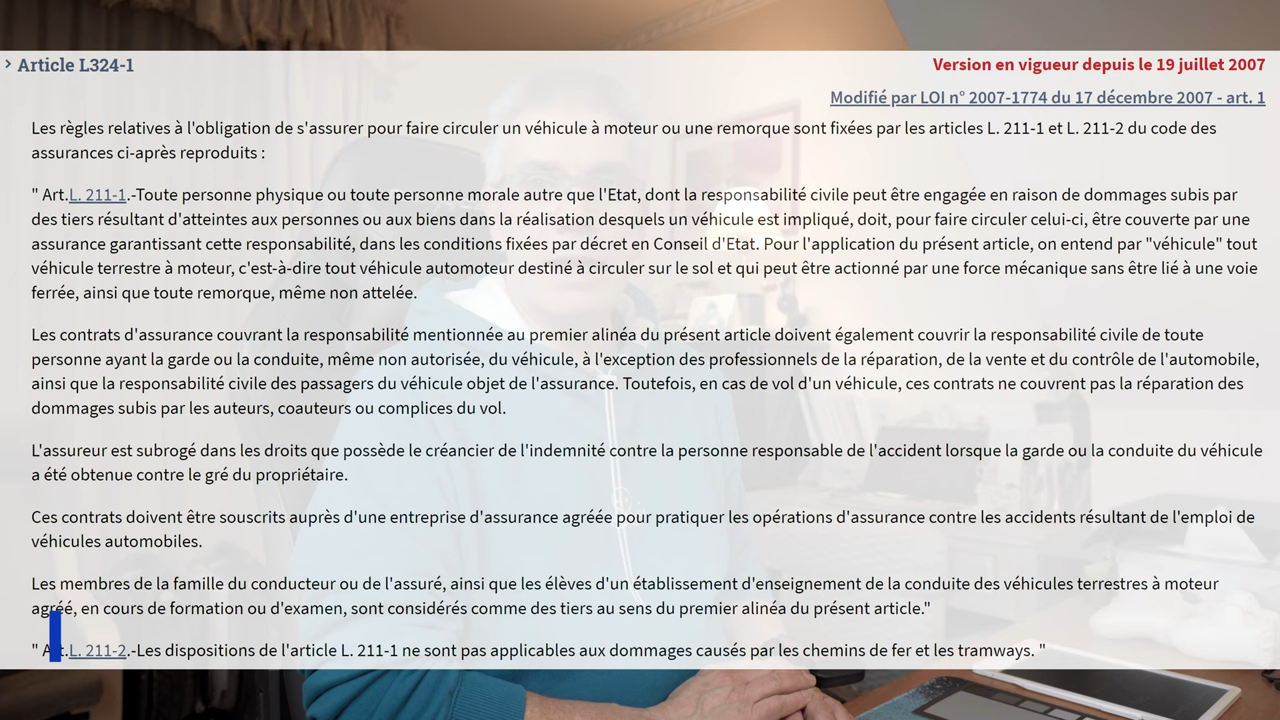 Article L324-1
Version en vigueur depuis le 19 juillet 2007
Modifié par LOI n° 2007-1774 du 17 décembre 2007 - art. 1
Les règles relatives à l'obligation de s'assurer pour faire circuler un véhicule à moteur ou une remorque sont fixées par les articles L. 211-1 et L. 211-2 du code des
assurances ci-après reproduits :
" Art.L. 211-1.-Toute personne physique ou toute personne morale autre que l'Etat, dont la responsabilité civile peut être engagée en raison de dommages subis par
des tiers résultant d'atteintes aux personnes ou aux biens dans la réalisation desquels un véhicule est impliqué, doit, pour faire circuler celui-ci, être couverte par une
assurance garantissant cette responsabilité, dans les conditions fixées par décret en Conseil d'Etat. Pour l'application du présent article, on entend par "véhicule" tout
véhicule terrestre à moteur, c'est-à-dire tout véhicule automoteur destiné à circuler sur le sol et qui peut être actionné par une force mécanique sans être lié à une voie
ferrée, ainsi que toute remorque, même non attelée.
Les contrats d'assurance couvrant la responsabilité mentionnée au premier alinéa du présent article doivent également couvrir la responsabilité civile de toute
personne ayant la garde ou la conduite, même non autorisée, du véhicule, à l'exception des professionnels de la réparation, de la vente et du contrôle de l'automobile,
ainsi que la responsabilité civile des passagers du véhicule objet de l'assurance. Toutefois, en cas de vol d'un véhicule, ces contrats ne couvrent pas la réparation des
dommages subis par les auteurs, coauteurs ou complices du vol.
L'assureur est subrogé dans les droits que possède le créancier de l'indemnité contre la personne responsable de l'accident lorsque la garde ou la conduite du véhicule
a été obtenue contre le gré du propriétaire.
Ces contrats doivent être souscrits auprès d'une entreprise d'assurance agréée pour pratiquer les opérations d'assurance contre les accidents résultant de l'emploi de
véhicules automobiles.
Les membres de la famille du conducteur ou de l'assuré, ainsi que les élèves d'un établissement d'enseignement de la conduite des véhicules terrestres à moteur
agréé, en cours de formation ou d'examen, sont considérés comme des tiers au sens du premier alinéa du présent article."
" Art.L. 211-2.-Les dispositions de l'article L. 211-1 ne sont pas applicables aux dommages causés par les chemins de fer et les tramways. "